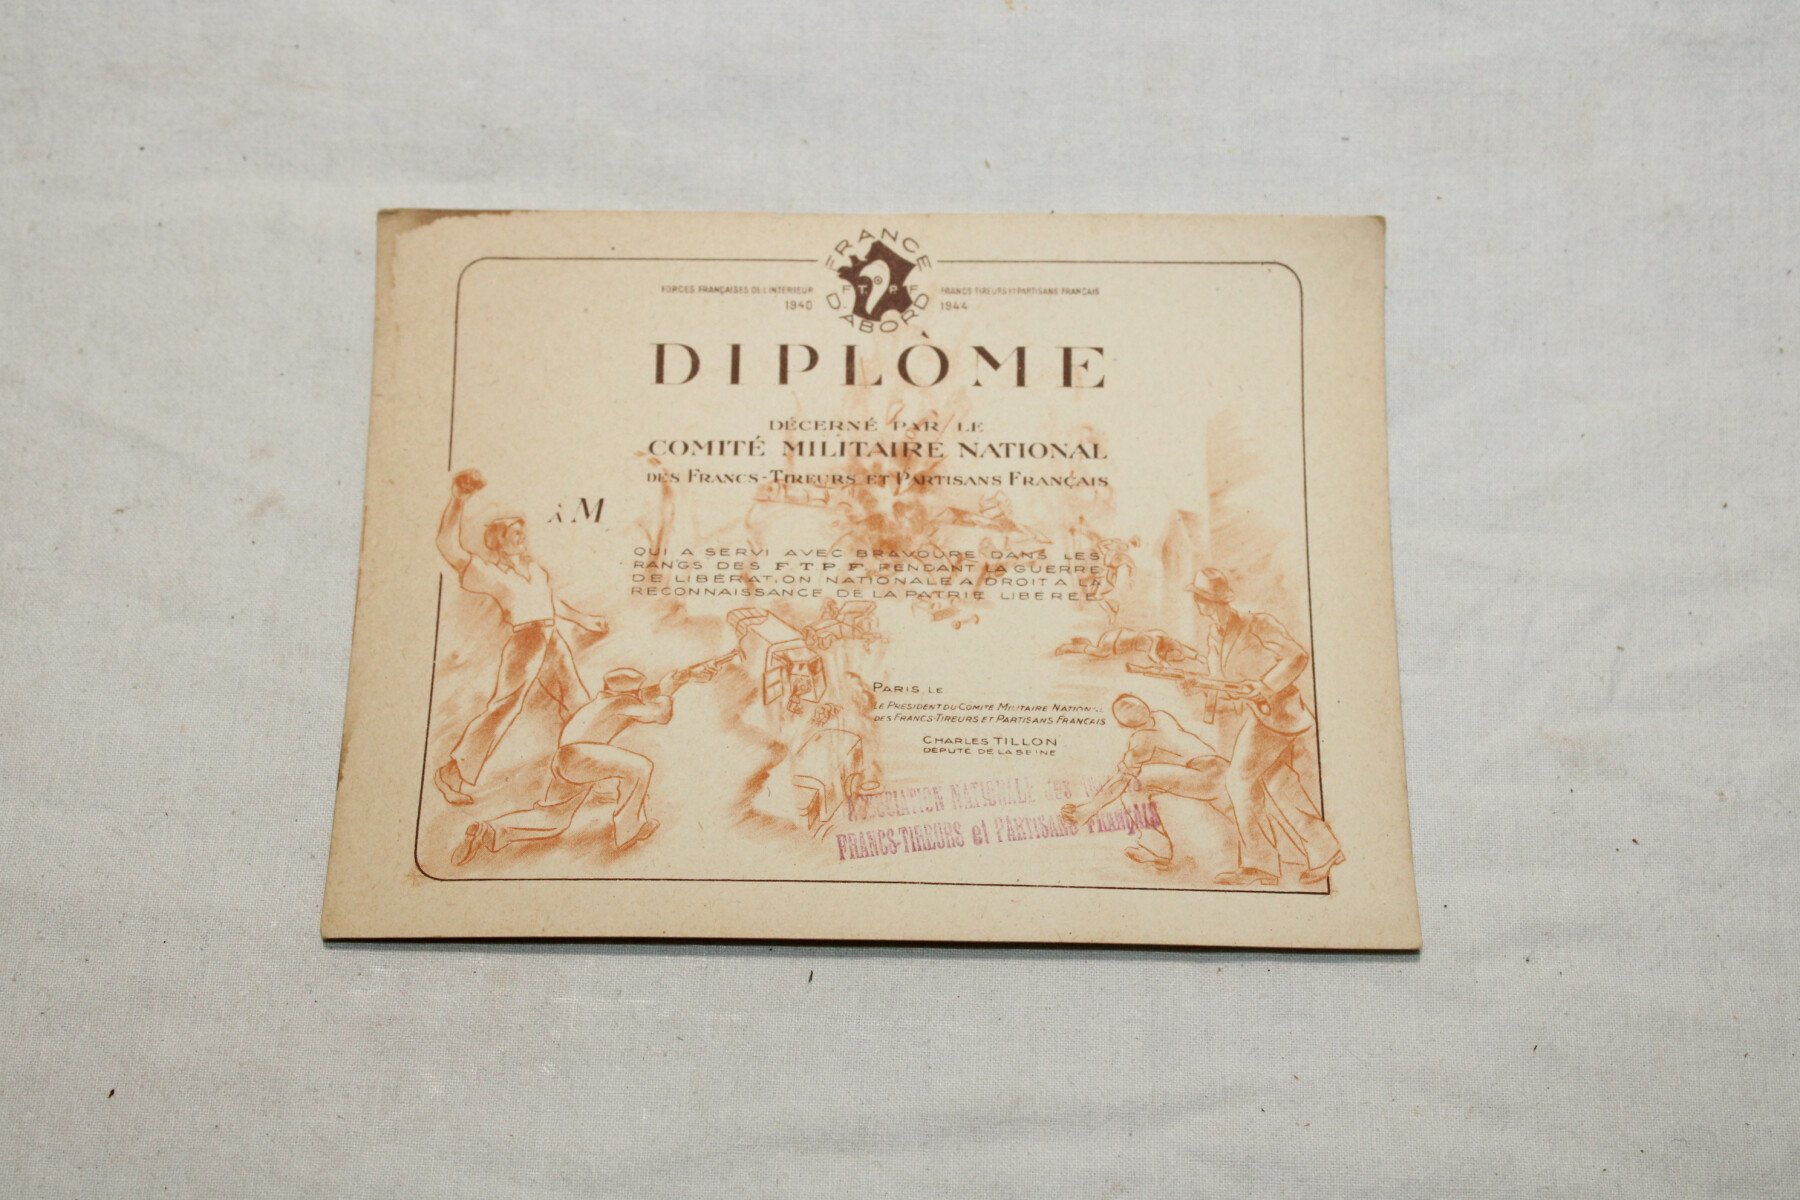 FRANCE D'ABORD
F.T.P.F
FORCES FRANÇAISES DE L'INTERIEUR
1940
FRANCS-TIREURS ET PARTISANS FRANÇAIS
1944
DIPLÔME
DÉCERNÉ PAR LE
COMITÉ MILITAIRE NATIONAL
DES FRANCS-TIREURS ET PARTISANS FRANÇAIS
À M
QUI A SERVI AVEC BRAVOURE DANS LES
RANGS DES F T P F PENDANT LA GUERRE
DE LIBÉRATION NATIONALE A DROIT A LA
RECONNAISSANCE DE LA PATRIE LIBÉRÉE
PARIS, LE
LE PRÉSIDENT DU COMITÉ MILITAIRE NATIONAL
DES FRANCS-TIREURS ET PARTISANS FRANÇAIS
CHARLES TILLON
DÉPUTÉ DE LA SEINE
ASSOCIATION NATIONALE des
FRANCS-TIREURS et PARTISANS FRANÇAIS